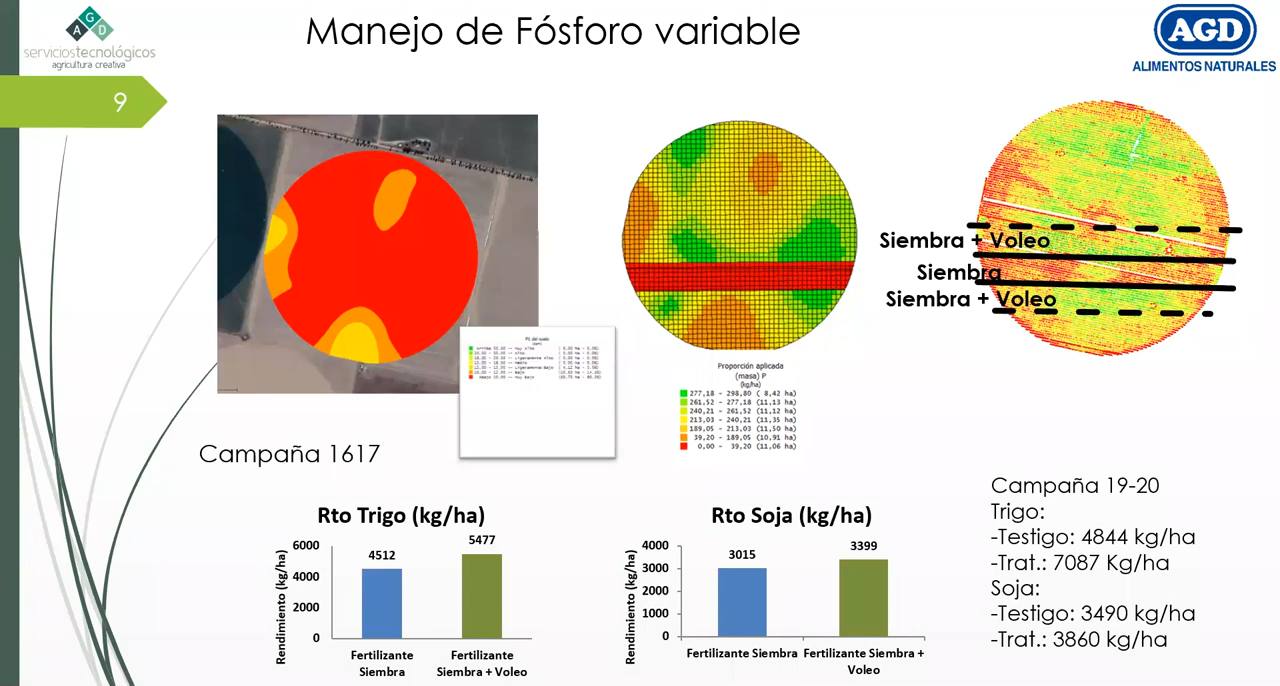 Manejo de Fósforo variable
AGD
serviciostecnológicos
agricultura creativa
AGD
ALIMENTOS NATURALES
9
Siembra + Voleo
Siembra
Siembra + Voleo
Proporción aplicada
(masa) P
(kg/ha)
277,18 - 298,80 ( 8,42 ha)
261,52 - 277,18 (11,13 ha)
240,21 - 261,52 (11,12 ha)
213,03 - 240,21 (11,35 ha)
189,05 - 213,03 (11,50 ha)
39,20 - 189,05 (10,91 ha)
0,00 - 39,20 (11,06 ha)
Campaña 1617
Rto Trigo (kg/ha)
Rendimiento (kg/ha)
6000
4000
2000
0
4512
5477
Fertilizante
Siembra
Fertilizante
Siembra + Voleo
Rto Soja (kg/ha)
Rendimiento (kg/ha)
4000
3000
2000
1000
0
3015
3399
Fertilizante Siembra
Fertilizante Siembra +
Voleo
Campaña 19-20
Trigo:
-Testigo: 4844 kg/ha
-Trat.: 7087 Kg/ha
Soja:
-Testigo: 3490 kg/ha
-Trat.: 3860 kg/ha